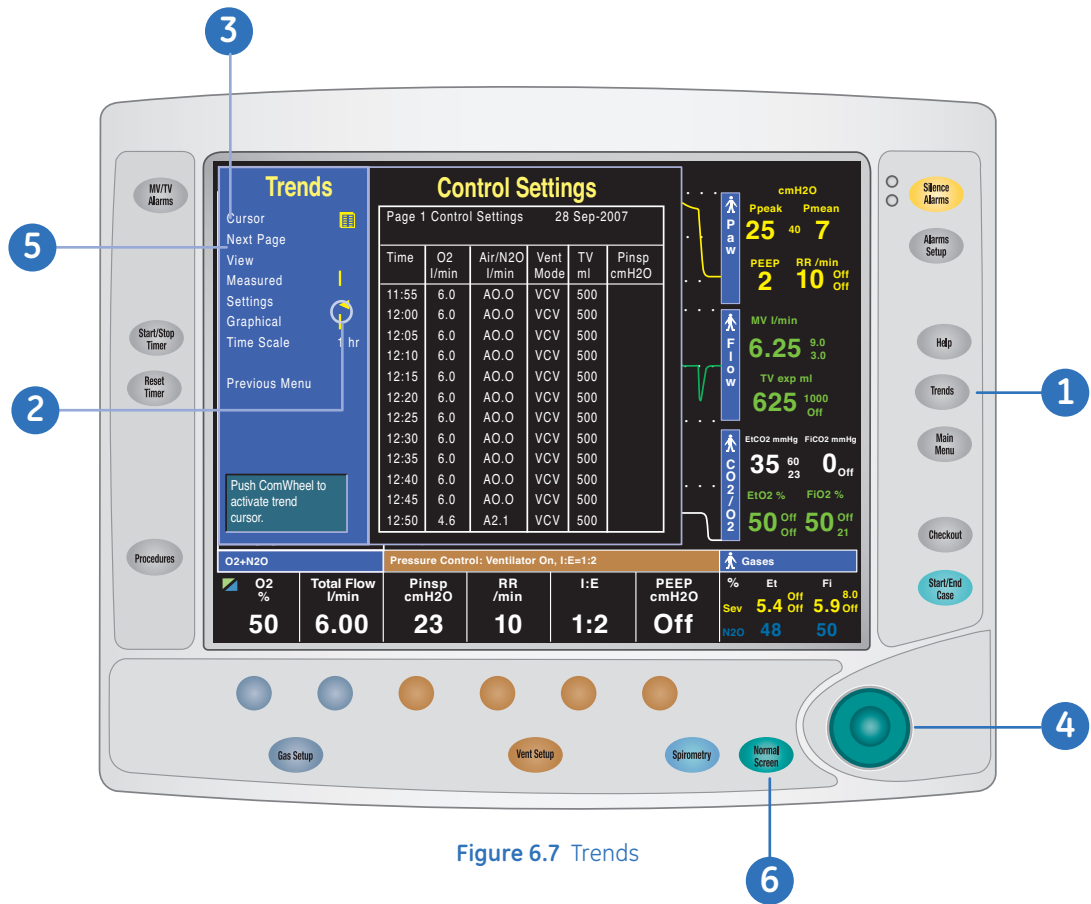 3
MV/TV
Alarms
5
Start/Stop
Timer
Reset
Timer
2
Procedures
Trends
Cursor
Next Page
View
Measured
Settings
Graphical
Time Scale 1 hr
Previous Menu
Push ComWheel to
activate trend
cursor.
Control Settings
Page 1 Control Settings 28 Sep-2007
Time O2 Air/N2O Vent TV Pinsp
l/min l/min Mode ml cmH2O
11:55 6.0 AO.O VCV 500
12:00 6.0 AO.O VCV 500
12:05 6.0 AO.O VCV 500
12:10 6.0 AO.O VCV 500
12:15 6.0 AO.O VCV 500
12:20 6.0 AO.O VCV 500
12:25 6.0 AO.O VCV 500
12:30 6.0 AO.O VCV 500
12:35 6.0 AO.O VCV 500
12:40 6.0 AO.O VCV 500
12:45 6.0 AO.O VCV 500
12:50 4.6 A2.1 VCV 500
Paw
cmH2O
Ppeak Pmean
25 40 7
PEEP RR /min
2 10 Off
Off
Flow
MV l/min
6.25 9.0
3.0
TV exp ml
625 1000
Off
CO2/O2
EtCO2 mmHg FiCO2 mmHg
35 60 0 Off
23
EtO2 % FiO2 %
50 Off 50 Off
Off 21
O2+N2O
Pressure Control: Ventilator On, I:E=1:2
Gases
O2 Total Flow Pinsp RR I:E PEEP
% l/min cmH2O /min cmH2O
50 6.00 23 10 1:2 Off
% Et Fi
Sev 5.4 Off 5.9 8.0
Off Off
N2O 48 50
Silence
Alarms
Alarms
Setup
Help
Trends
1
Main
Menu
Checkout
Start/End
Case
Gas Setup
Vent Setup
Spirometry
Normal
Screen
4
6
Figure 6.7 Trends